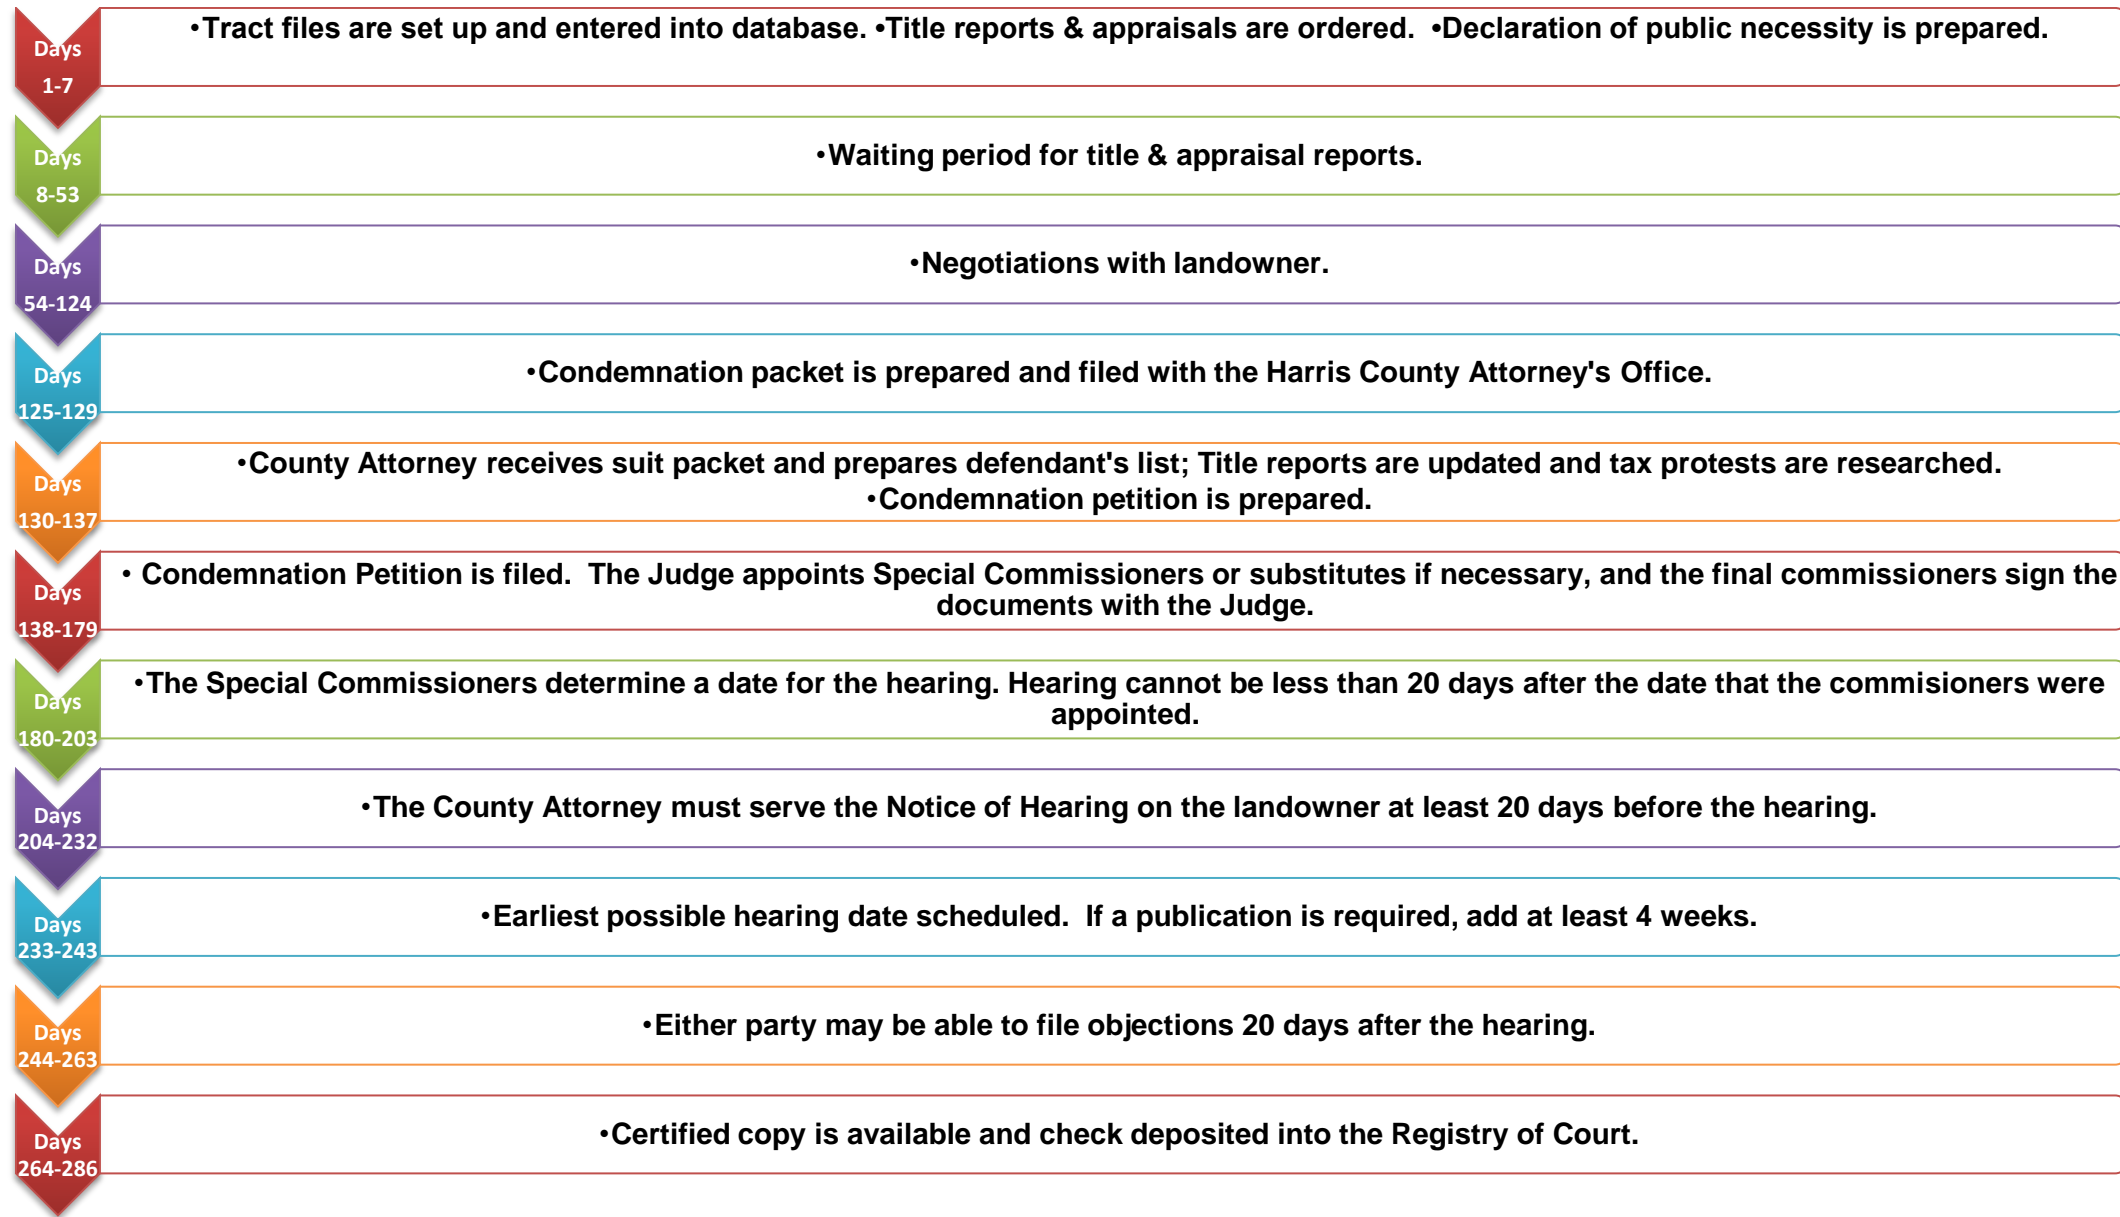 Days
1-7
•Tract files are set up and entered into database. •Title reports & appraisals are ordered.  •Declaration of public necessity is prepared.
Days
8-53
•Waiting period for title & appraisal reports.
Days
54-124
•Negotiations with landowner.
Days
125-129
•Condemnation packet is prepared and filed with the Harris County Attorney's Office.
Days
130-137
•County Attorney receives suit packet and prepares defendant's list; Title reports are updated and tax protests are researched.
•Condemnation petition is prepared.
Days
138-179
• Condemnation Petition is filed.  The Judge appoints Special Commissioners or substitutes if necessary, and the final commissioners sign the
documents with the Judge.
Days
180-203
•The Special Commissioners determine a date for the hearing. Hearing cannot be less than 20 days after the date that the commisioners were
appointed.
Days
204-232
•The County Attorney must serve the Notice of Hearing on the landowner at least 20 days before the hearing.
Days
233-243
•Earliest possible hearing date scheduled.  If a publication is required, add at least 4 weeks.
Days
244-263
•Either party may be able to file objections 20 days after the hearing.
Days
264-286
•Certified copy is available and check deposited into the Registry of Court.